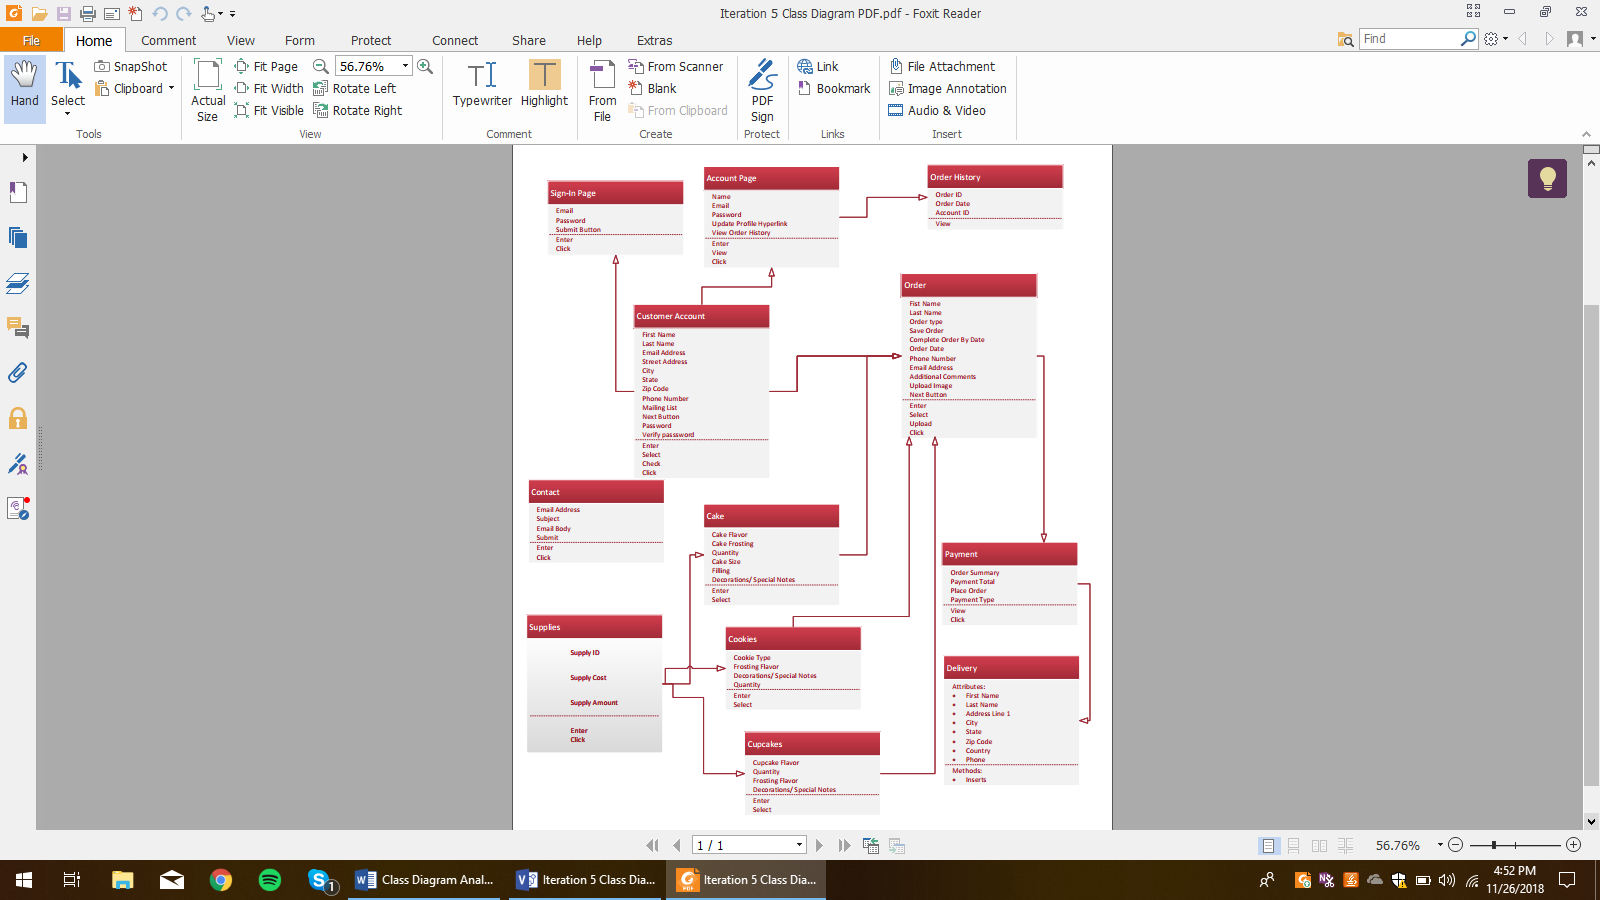 Iteration 5 Class Diagram PDF.pdf - Foxit Reader
File Home Comment View Form Protect Connect Share Help Extras Find
Hand
Select
SnapShot
Clipboard
Tools
Actual Size
Fit Page
Fit Width
Fit Visible
56.76%
Rotate Left
Rotate Right
View
Typewriter
Highlight
Comment
From File
From Scanner
Blank
From Clipboard
Create
PDF Sign
Protect
Link
Bookmark
Links
File Attachment
Image Annotation
Audio & Video
Insert
Sign-In Page
Email
Password
Submit Button
Enter
Click
Account Page
Name
Email
Password
Update Profile Hyperlink
View Order History
Enter
View
Click
Order History
Order ID
Order Date
Account ID
View
Customer Account
First Name
Last Name
Email Address
Street Address
City
State
Zip Code
Phone Number
Mailing List
Next Button
Password
Verify passsword
Enter
Select
Check
Click
Order
Fist Name
Last Name
Order type
Save Order
Complete Order By Date
Order Date
Phone Number
Email Address
Additional Comments
Upload Image
Next Button
Enter
Select
Upload
Click
Contact
Email Address
Subject
Email Body
Submit
Enter
Click
Cake
Cake Flavor
Cake Frosting
Quantity
Cake Size
Filling
Decorations/ Special Notes
Enter
Select
Payment
Order Summary
Payment Total
Place Order
Payment Type
View
Click
Supplies
Supply ID
Supply Cost
Supply Amount
Enter
Click
Cookies
Cookie Type
Frosting Flavor
Decorations/ Special Notes
Quantity
Enter
Select
Delivery
Attributes:
• First Name
• Last Name
• Address Line 1
• City
• State
• Zip Code
• Country
• Phone
Methods:
• Inserts
Cupcakes
Cupcake Flavor
Quantity
Frosting Flavor
Decorations/ Special Notes
Enter
Select
1 / 1
56.76%
1
Class Diagram Anal...
Iteration 5 Class Dia...
Iteration 5 Class Dia...
4:52 PM
11/26/2018